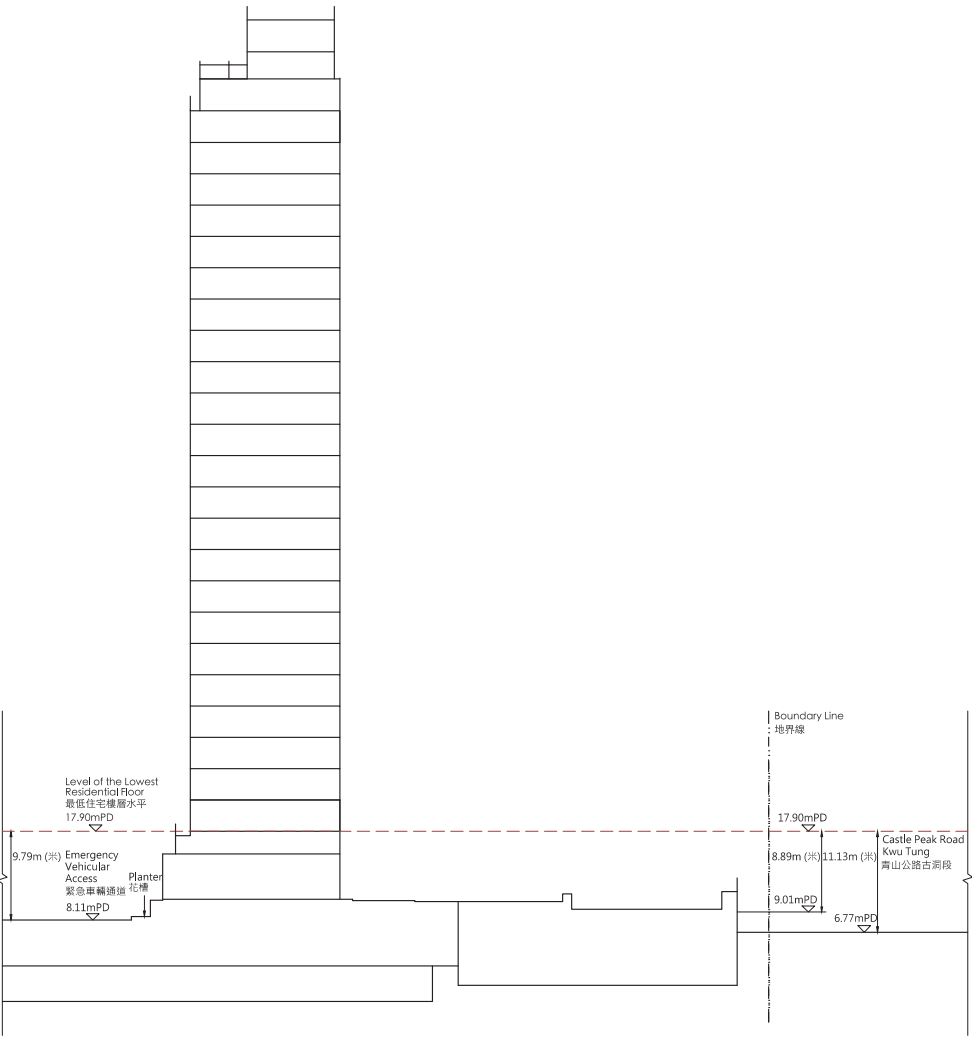 Boundary Line
地界線
Level of the Lowest
Residential Floor
最低住宅樓層水平
17.90mPD
17.90mPD
9.79m (米)
Emergency
Vehicular
Access
緊急車輛通道
8.11mPD
Planter
花槽
8.89m (米)
11.13m (米)
Castle Peak Road
Kwu Tung
青山公路古洞段
9.01mPD
6.77mPD